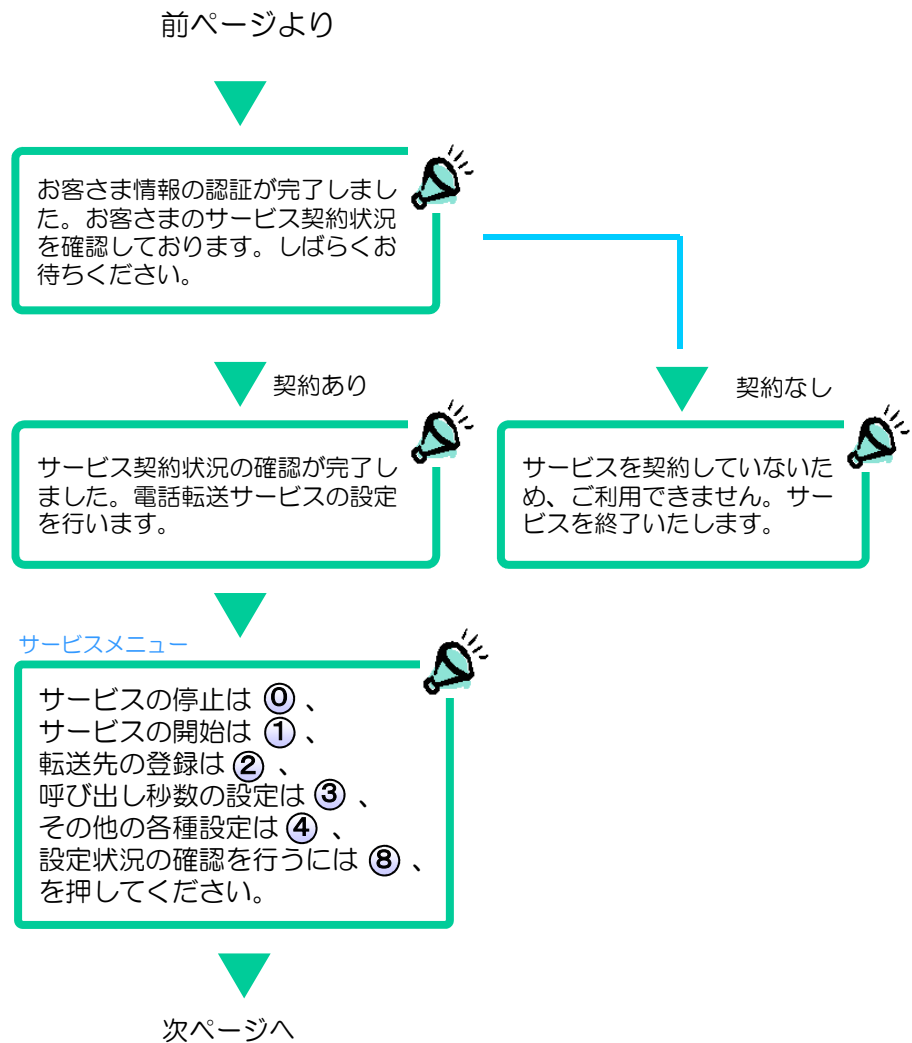 前ページより
お客さま情報の認証が完了しまし
た。お客さまのサービス契約状況
を確認しております。しばらくお
待ちください。
契約あり
契約なし
サービス契約状況の確認が完了し
ました。電話転送サービスの設定
を行います。
サービスを契約していないた
め、ご利用できません。サー
ビスを終了いたします。
サービスメニュー
サービスの停止は ⓪ 、
サービスの開始は ① 、
転送先の登録は ② 、
呼び出し秒数の設定は ③ 、
その他の各種設定は ④ 、
設定状況の確認を行うには ⑧ 、
を押してください。
次ページへ